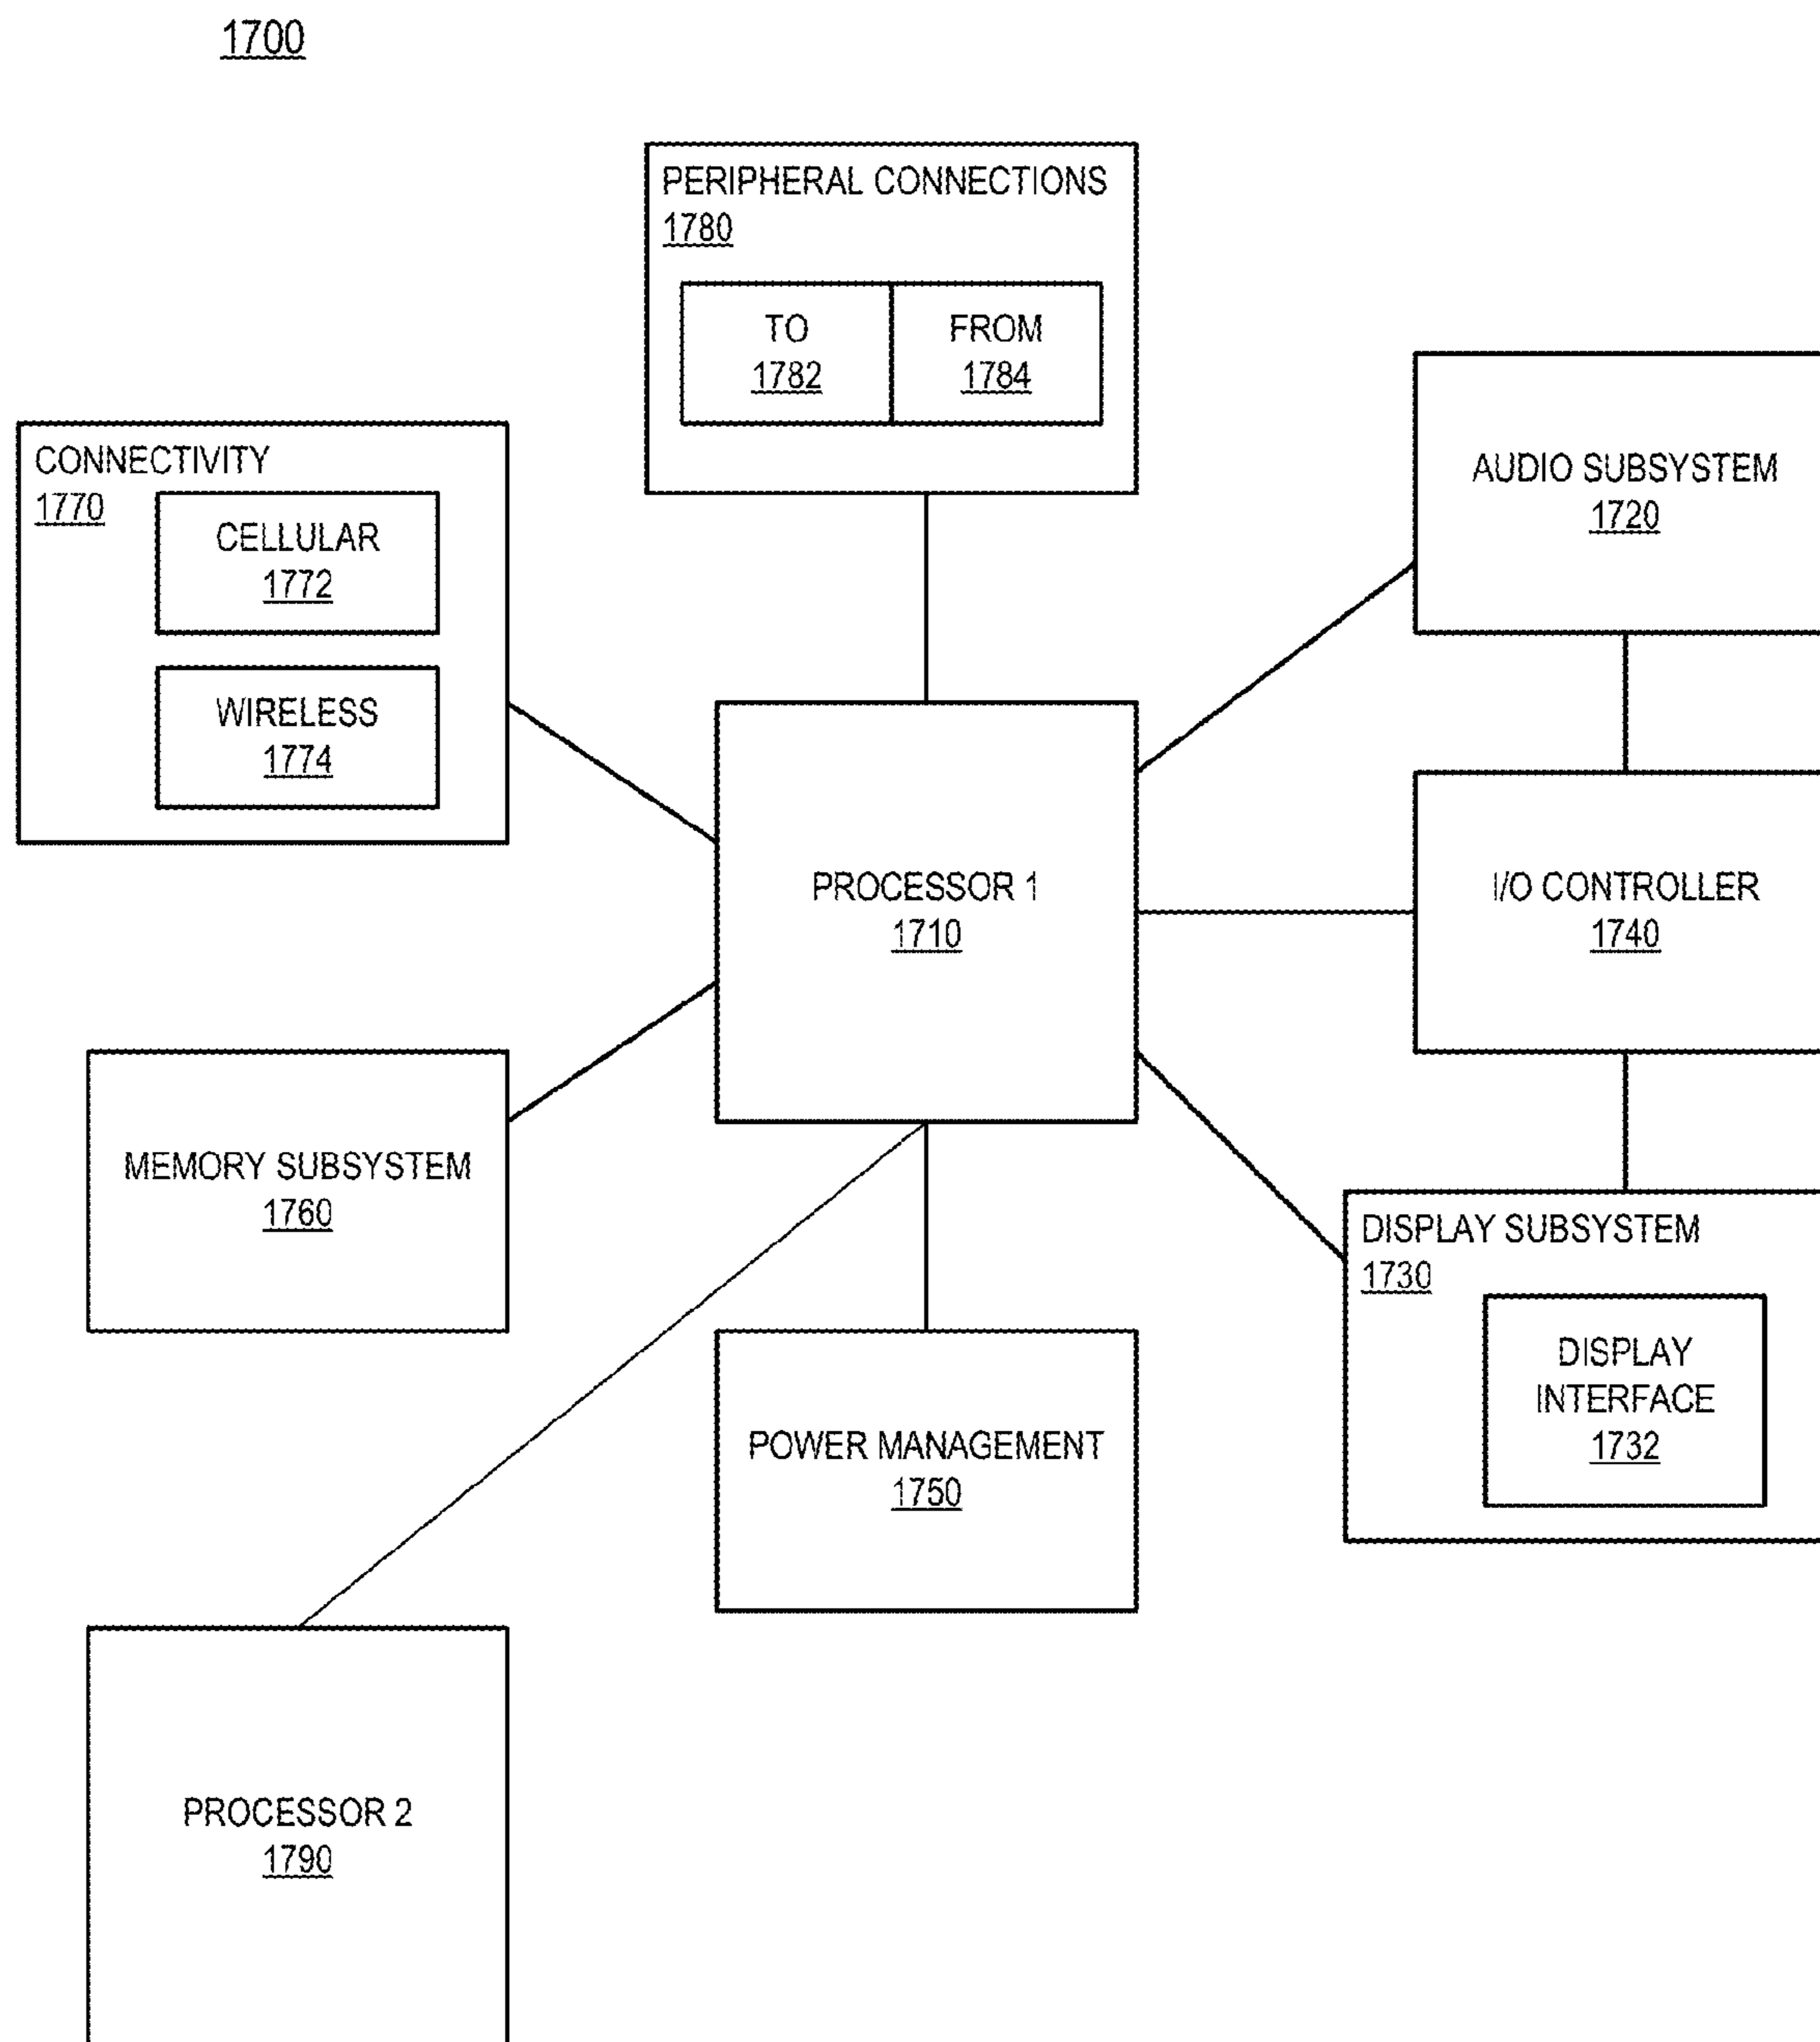 1700
PERIPHERAL CONNECTIONS
1780
TO
1782
FROM
1784
CONNECTIVITY
1770
CELLULAR
1772
WIRELESS
1774
AUDIO SUBSYSTEM
1720
PROCESSOR 1
1710
I/O CONTROLLER
1740
MEMORY SUBSYSTEM
1760
DISPLAY SUBSYSTEM
1730
DISPLAY
INTERFACE
1732
POWER MANAGEMENT
1750
PROCESSOR 2
1790